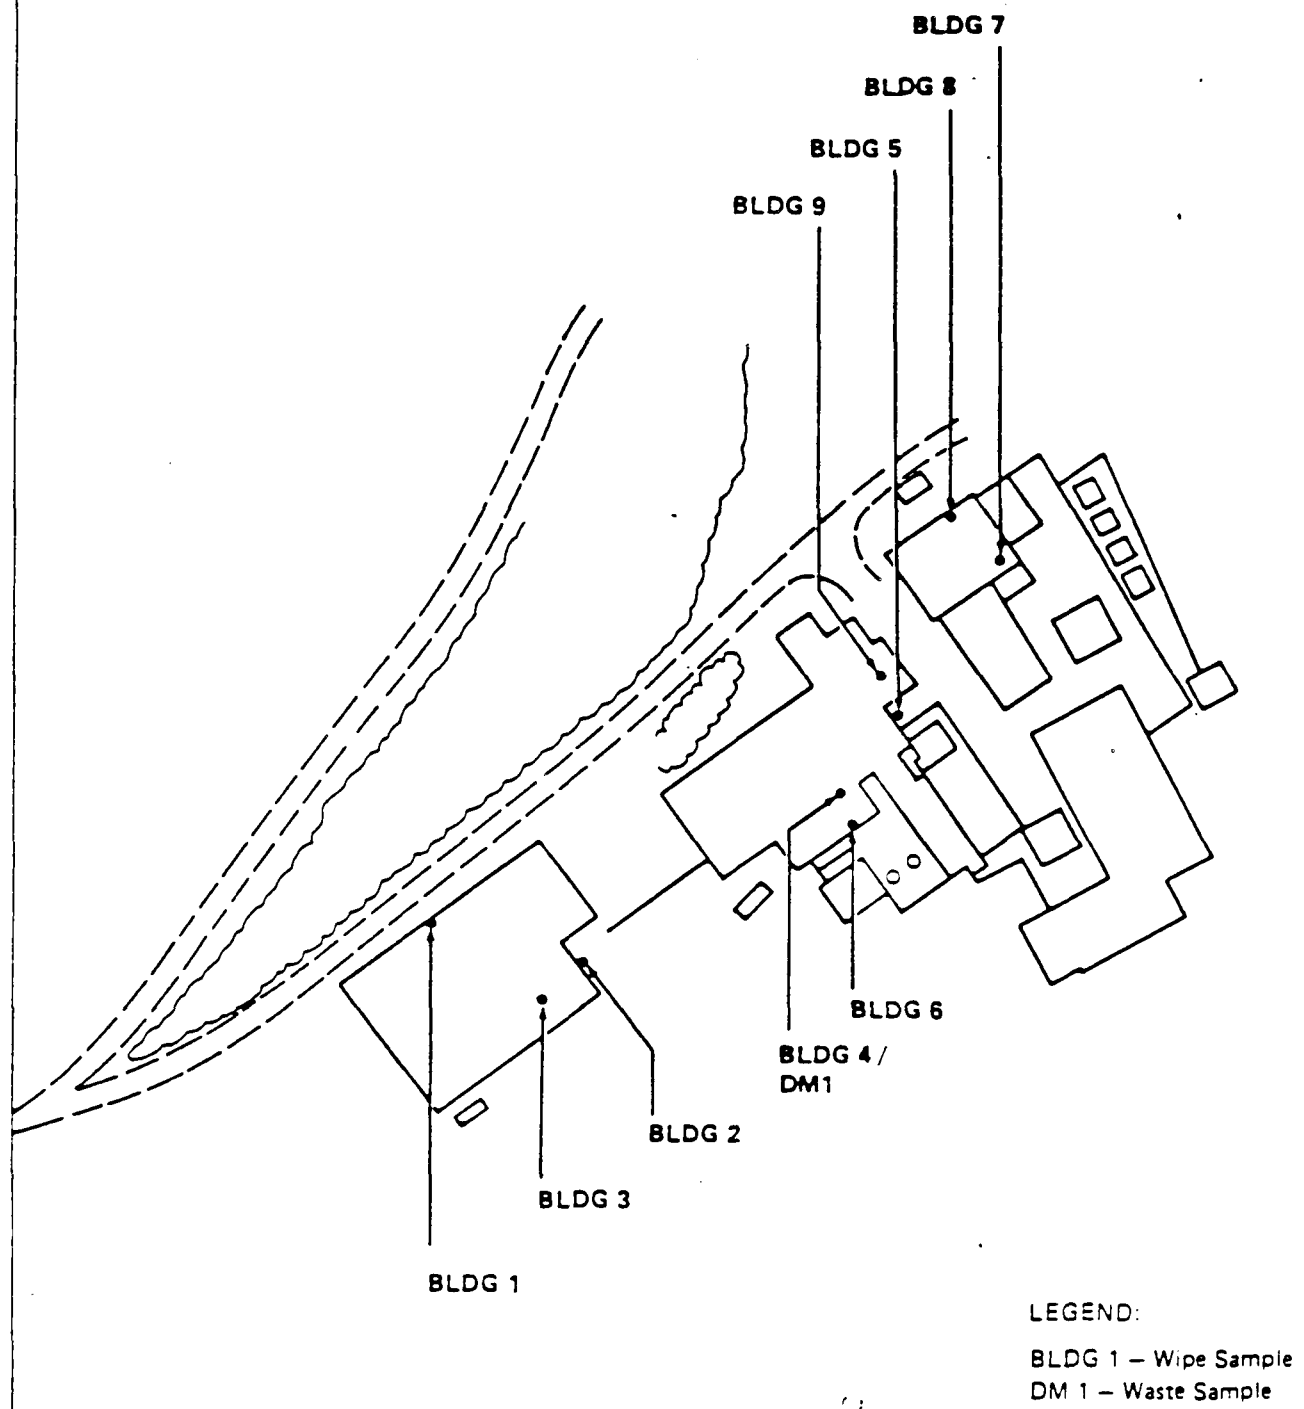 BLDG 7
BLDG 8
BLDG 5
BLDG 9
BLDG 6
BLDG 4 /
DM1
BLDG 2
BLDG 3
BLDG 1
LEGEND:
BLDG 1 – Wipe Sample
DM 1 – Waste Sample